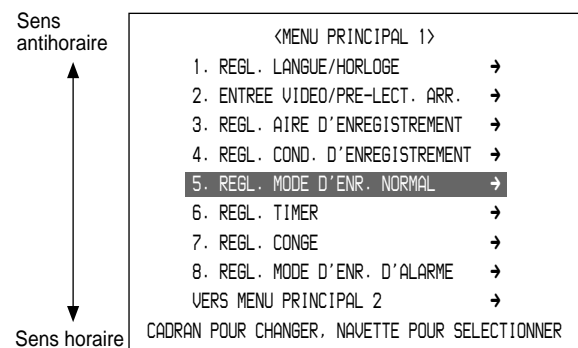 Sens
antihoraire
<MENU PRINCIPAL 1>
1. REGL. LANGUE/HORLOGE →
2. ENTREE VIDEO/PRE-LECT. ARR. →
3. REGL. AIRE D'ENREGISTREMENT →
4. REGL. COND. D'ENREGISTREMENT →
5. REGL. MODE D'ENR. NORMAL →
6. REGL. TIMER →
7. REGL. CONGE →
8. REGL. MODE D'ENR. D'ALARME →
VERS MENU PRINCIPAL 2 →
CADRAN POUR CHANGER, NAVETTE POUR SELECTIONNER
Sens horaire